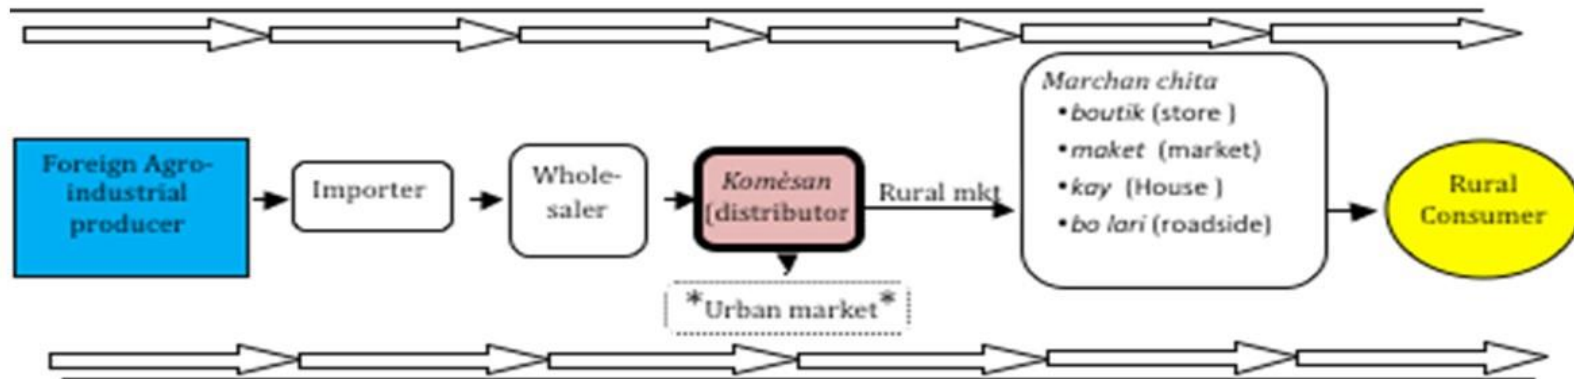 Foreign Agro-
industrial
producer
Importer
Whole-
saler
Komèsan
(distributor
Rural mkt
*Urban market*
Marchan chita
•boutik (store )
•maket (market)
•kay (House )
•bo lari (roadside)
Rural
Consumer